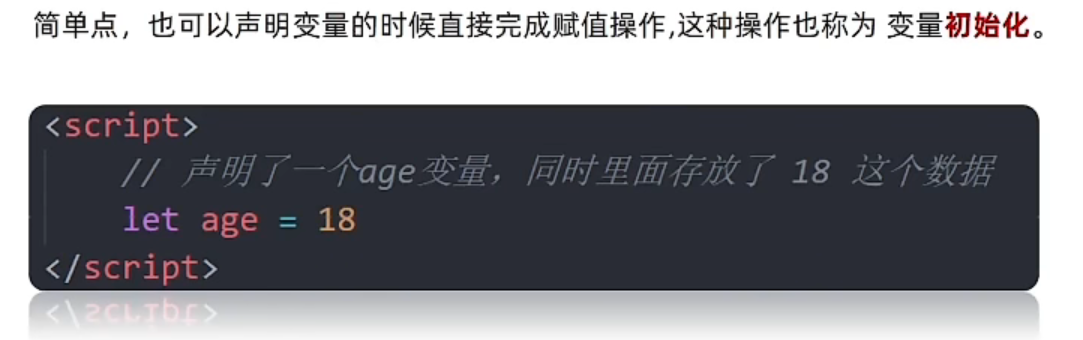 简单点，也可以声明变量的时候直接完成赋值操作,这种操作也称为 变量初始化。
<script>
// 声明了一个age变量，同时里面存放了 18 这个数据
let age = 18
</script>